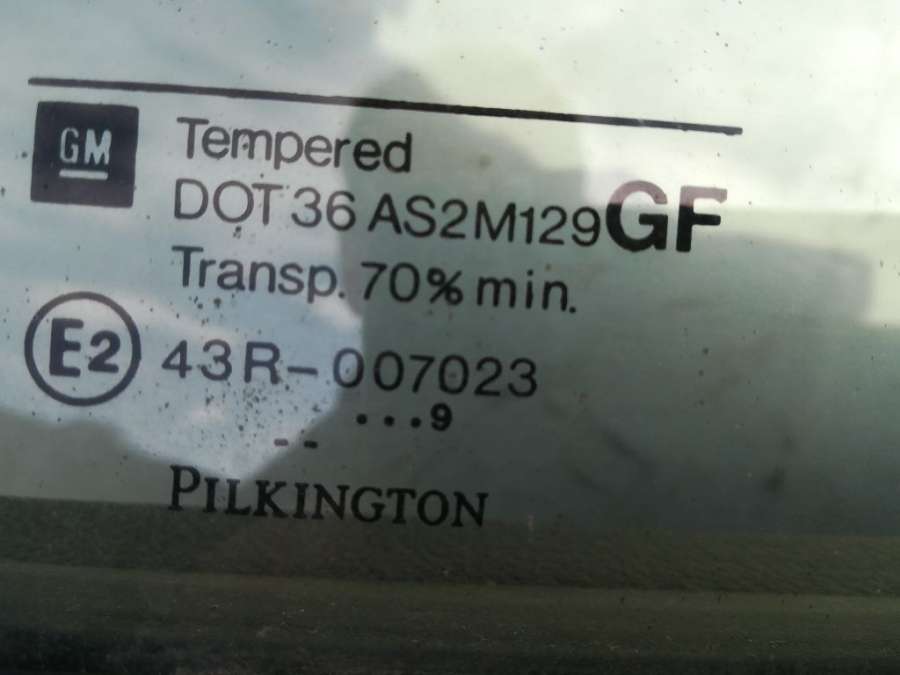 GM
Tempered
DOT 36 AS2M129GF
Transp. 70% min.
E2 43R-007023
...9
--
PILKINGTON